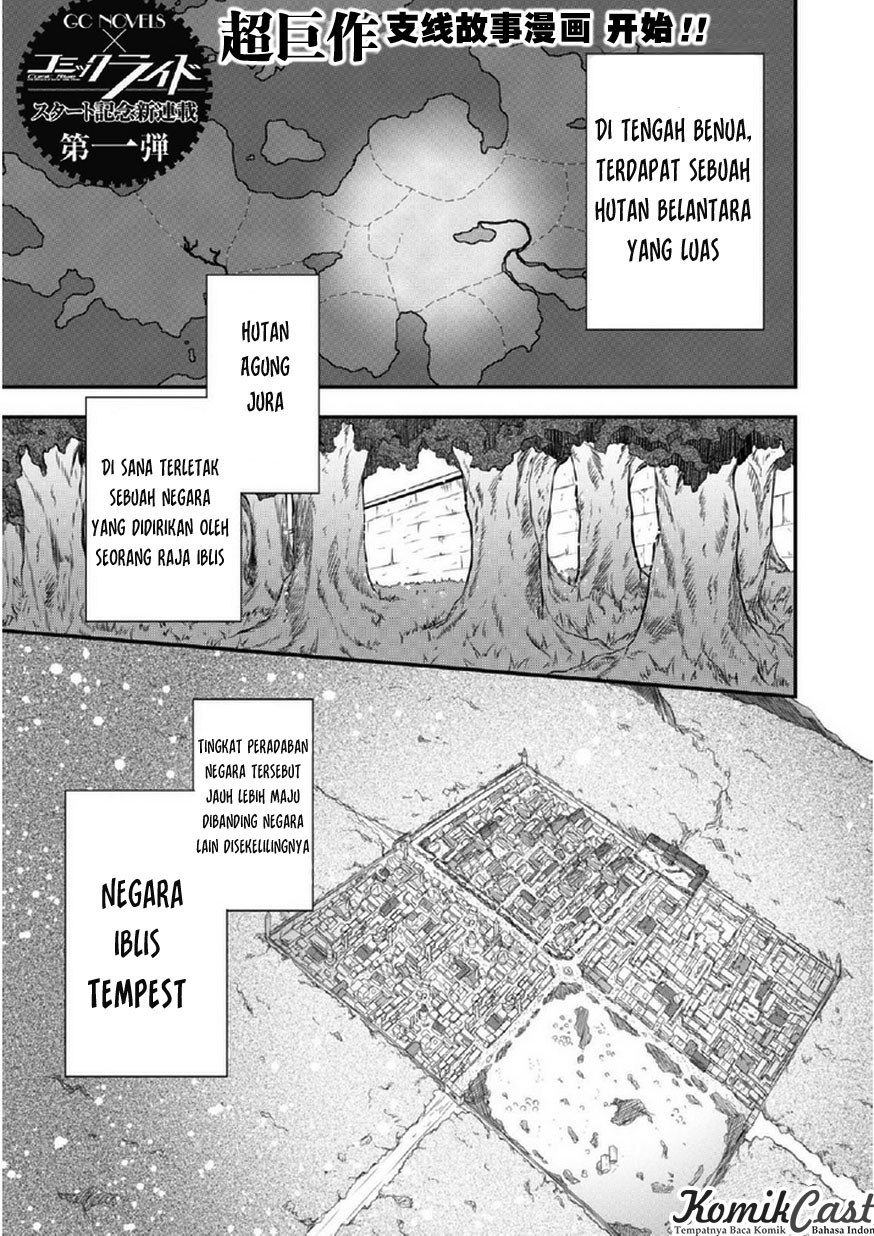 GC NOVELS
×
コミックライド
スタート記念新連載
第一弾
超巨作 支线故事漫画 开始!!
DI TENGAH BENUA,
TERDAPAT SEBUAH
HUTAN BELANTARA
YANG LUAS
HUTAN
AGUNG
JURA
DI SANA TERLETAK
SEBUAH NEGARA
YANG DIDIRIKAN OLEH
SEORANG RAJA IBLIS
TINGKAT PERADABAN
NEGARA TERSEBUT
JAUH LEBIH MAJU
DIBANDING NEGARA
LAIN DISEKELILINGNYA
NEGARA
IBLIS
TEMPEST
KomikCast
Tempatnya Baca Komik Bahasa Indon